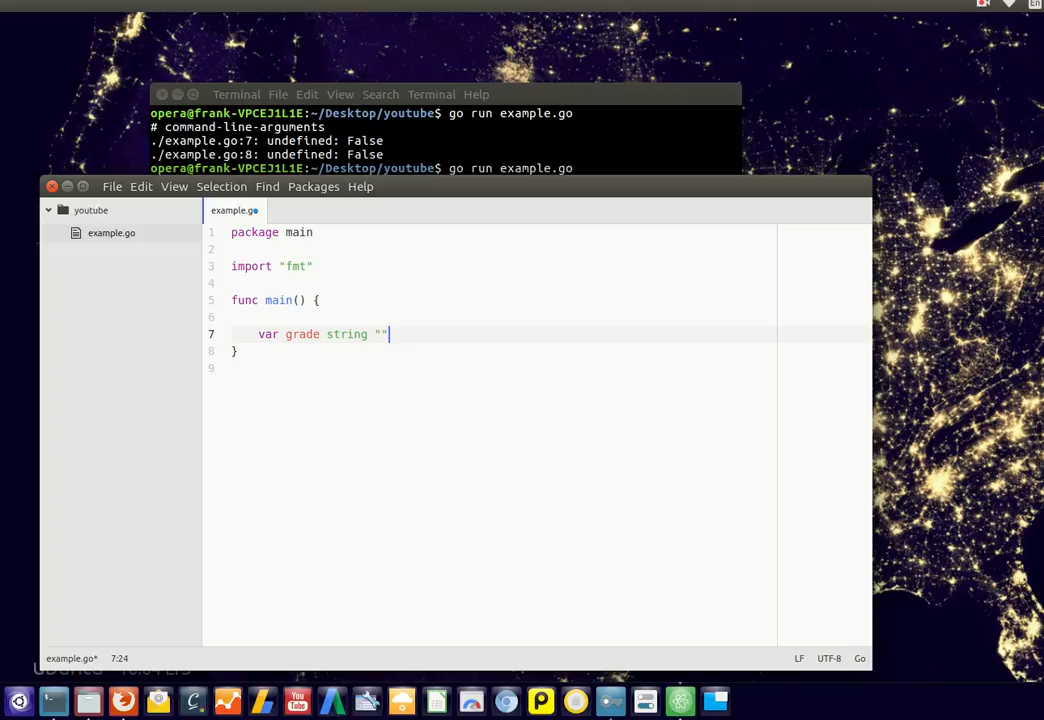 En
Terminal File Edit View Search Terminal Help
opera@frank-VPCEJ1L1E:~/Desktop/youtube$ go run example.go
# command-line-arguments
./example.go:7: undefined: False
./example.go:8: undefined: False
opera@frank-VPCEJ1L1E:~/Desktop/youtube$ go run example.go
File Edit View Selection Find Packages Help
youtube
example.go
example.go
1 package main
2
3 import "fmt"
4
5 func main() {
6
7 var grade string ""
8 }
9
example.go* 7:24
LF UTF-8 Go
You
Tube